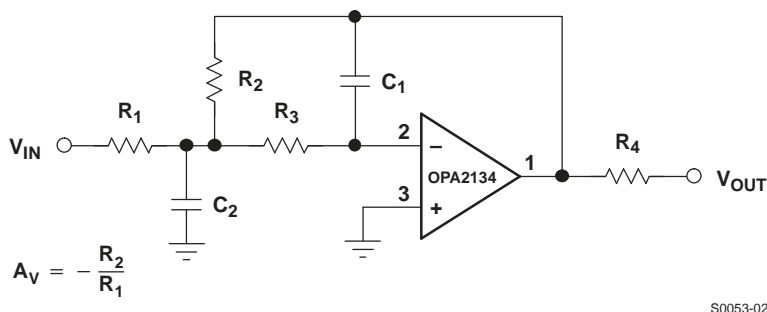 R2
C1
R1
R3
VIN
2
−
OPA2134
1
R4
VOUT
3
+
C2
AV = − R2
R1
S0053-02